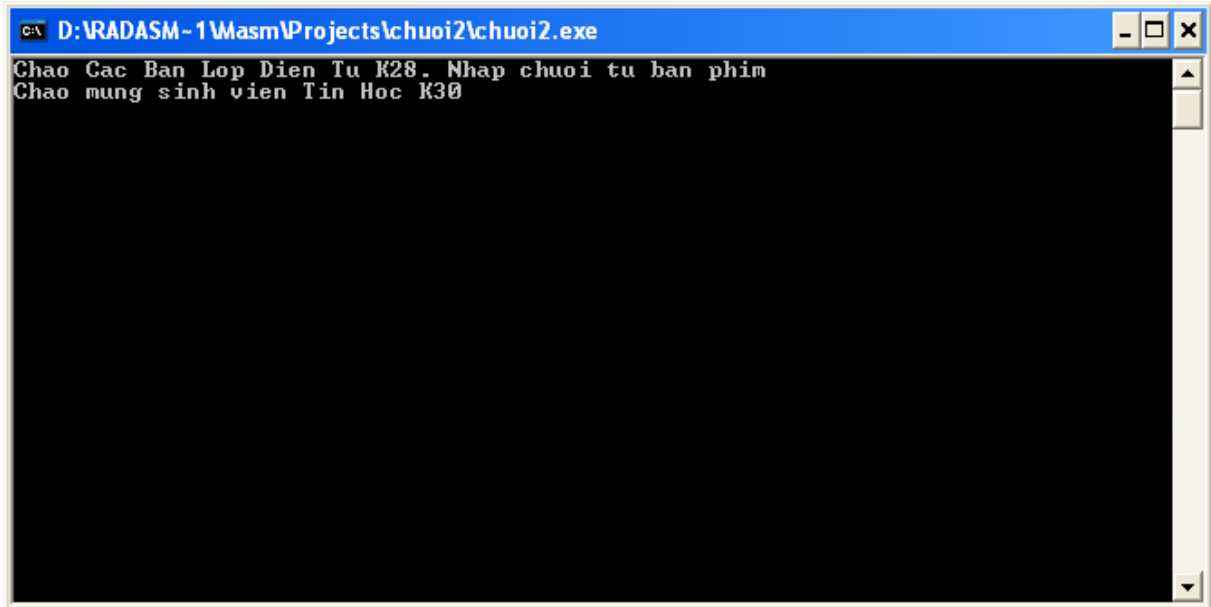 D:\RADASM~1\Masm\Projects\chuoi2\chuoi2.exe
Chao Cac Ban Lop Dien Tu K28. Nhap chuoi tu ban phim
Chao mung sinh vien Tin Hoc K30